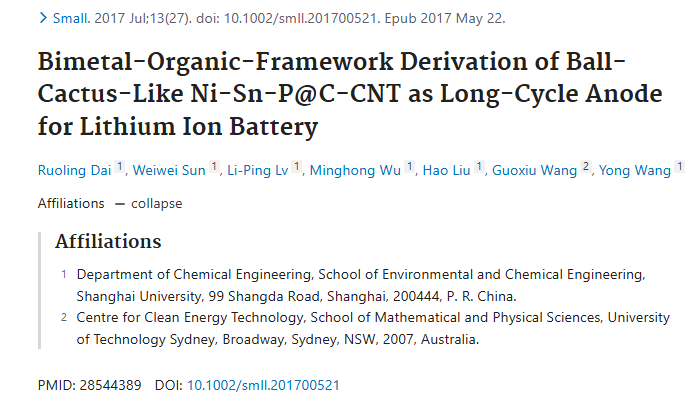 > Small. 2017 Jul;13(27). doi: 10.1002/smll.201700521. Epub 2017 May 22.
Bimetal-Organic-Framework Derivation of Ball-
Cactus-Like Ni-Sn-P@C-CNT as Long-Cycle Anode
for Lithium Ion Battery
Ruoling Dai 1, Weiwei Sun 1, Li-Ping Lv 1, Minghong Wu 1, Hao Liu 1, Guoxiu Wang 2, Yong Wang 1
Affiliations — collapse
Affiliations
1 Department of Chemical Engineering, School of Environmental and Chemical Engineering,
Shanghai University, 99 Shangda Road, Shanghai, 200444, P. R. China.
2 Centre for Clean Energy Technology, School of Mathematical and Physical Sciences, University
of Technology Sydney, Broadway, Sydney, NSW, 2007, Australia.
PMID: 28544389 DOI: 10.1002/smll.201700521